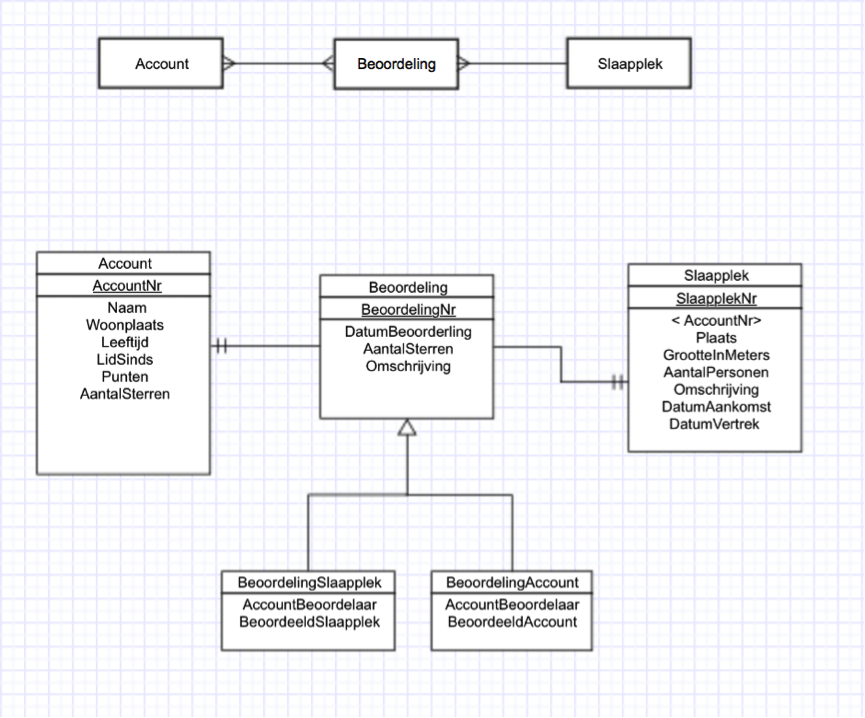 Account
Beoordeling
Slaapplek
Account
AccountNr
Naam
Woonplaats
Leeftijd
LidSinds
Punten
AantalSterren
Beoordeling
BeoordelingNr
DatumBeoorderling
AantalSterren
Omschrijving
Slaapplek
SlaapplekNr
< AccountNr>
Plaats
GrootteInMeters
AantalPersonen
Omschrijving
DatumAankomst
DatumVertrek
BeoordelingSlaapplek
AccountBeoordelaar
BeoordeeldSlaapplek
BeoordelingAccount
AccountBeoordelaar
BeoordeeldAccount